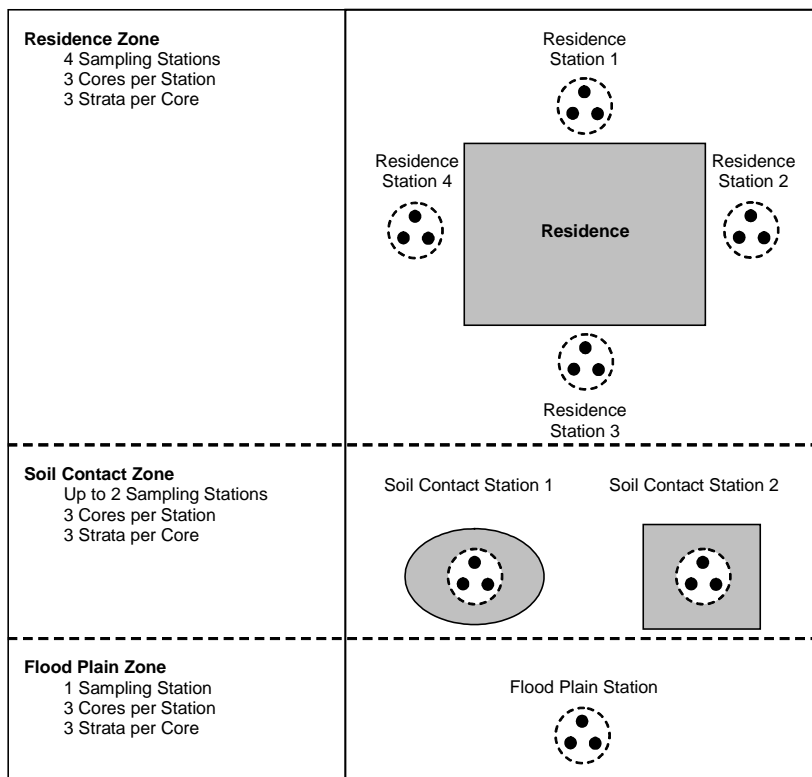 Residence Zone
4 Sampling Stations
3 Cores per Station
3 Strata per Core
Residence
Station 1
Residence
Station 4
Residence
Station 2
Residence
Residence
Station 3
Soil Contact Zone
Up to 2 Sampling Stations
3 Cores per Station
3 Strata per Core
Soil Contact Station 1
Soil Contact Station 2
Flood Plain Zone
1 Sampling Station
3 Cores per Station
3 Strata per Core
Flood Plain Station